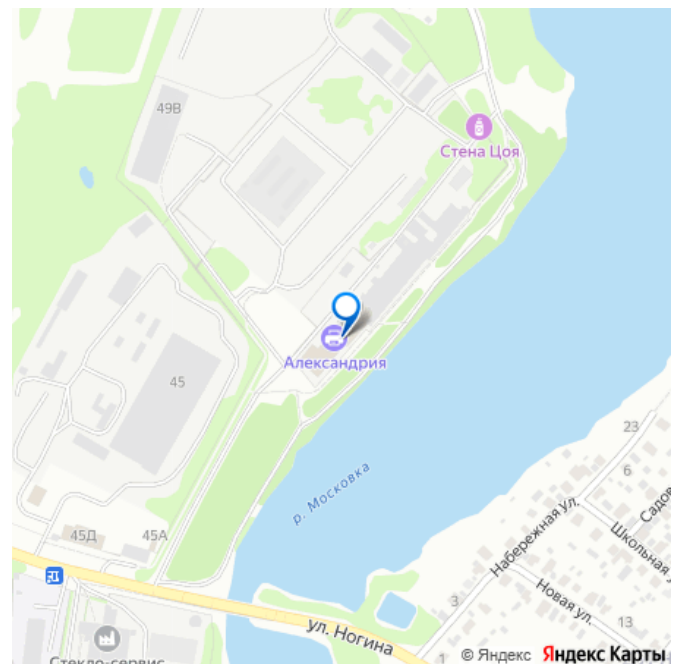 49В
Стена Цоя
Александрия
45
р. Московка
23
6
Садов
Набережная ул.
Школьная у
45Д
45А
Новая ул.
3
13
ул. Ногина
1
Стекло-сервис
© Яндекс Яндекс Карты